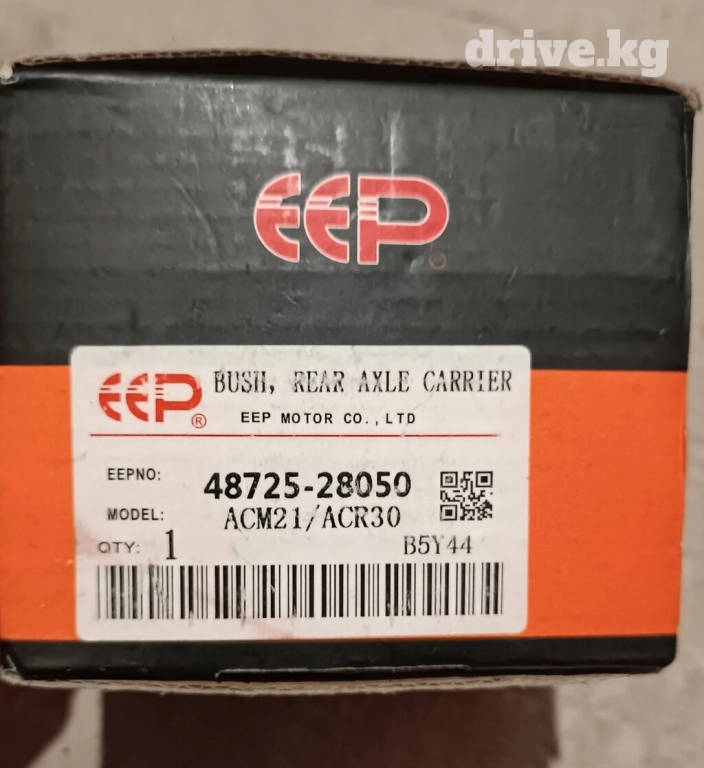 drive.kg
EEP
EEP® BUSH, REAR AXLE CARRIER
EEP MOTOR CO.,LTD
EEPNO: 48725-28050
MODEL: ACM21/ACR30
QTY: 1 B5Y44